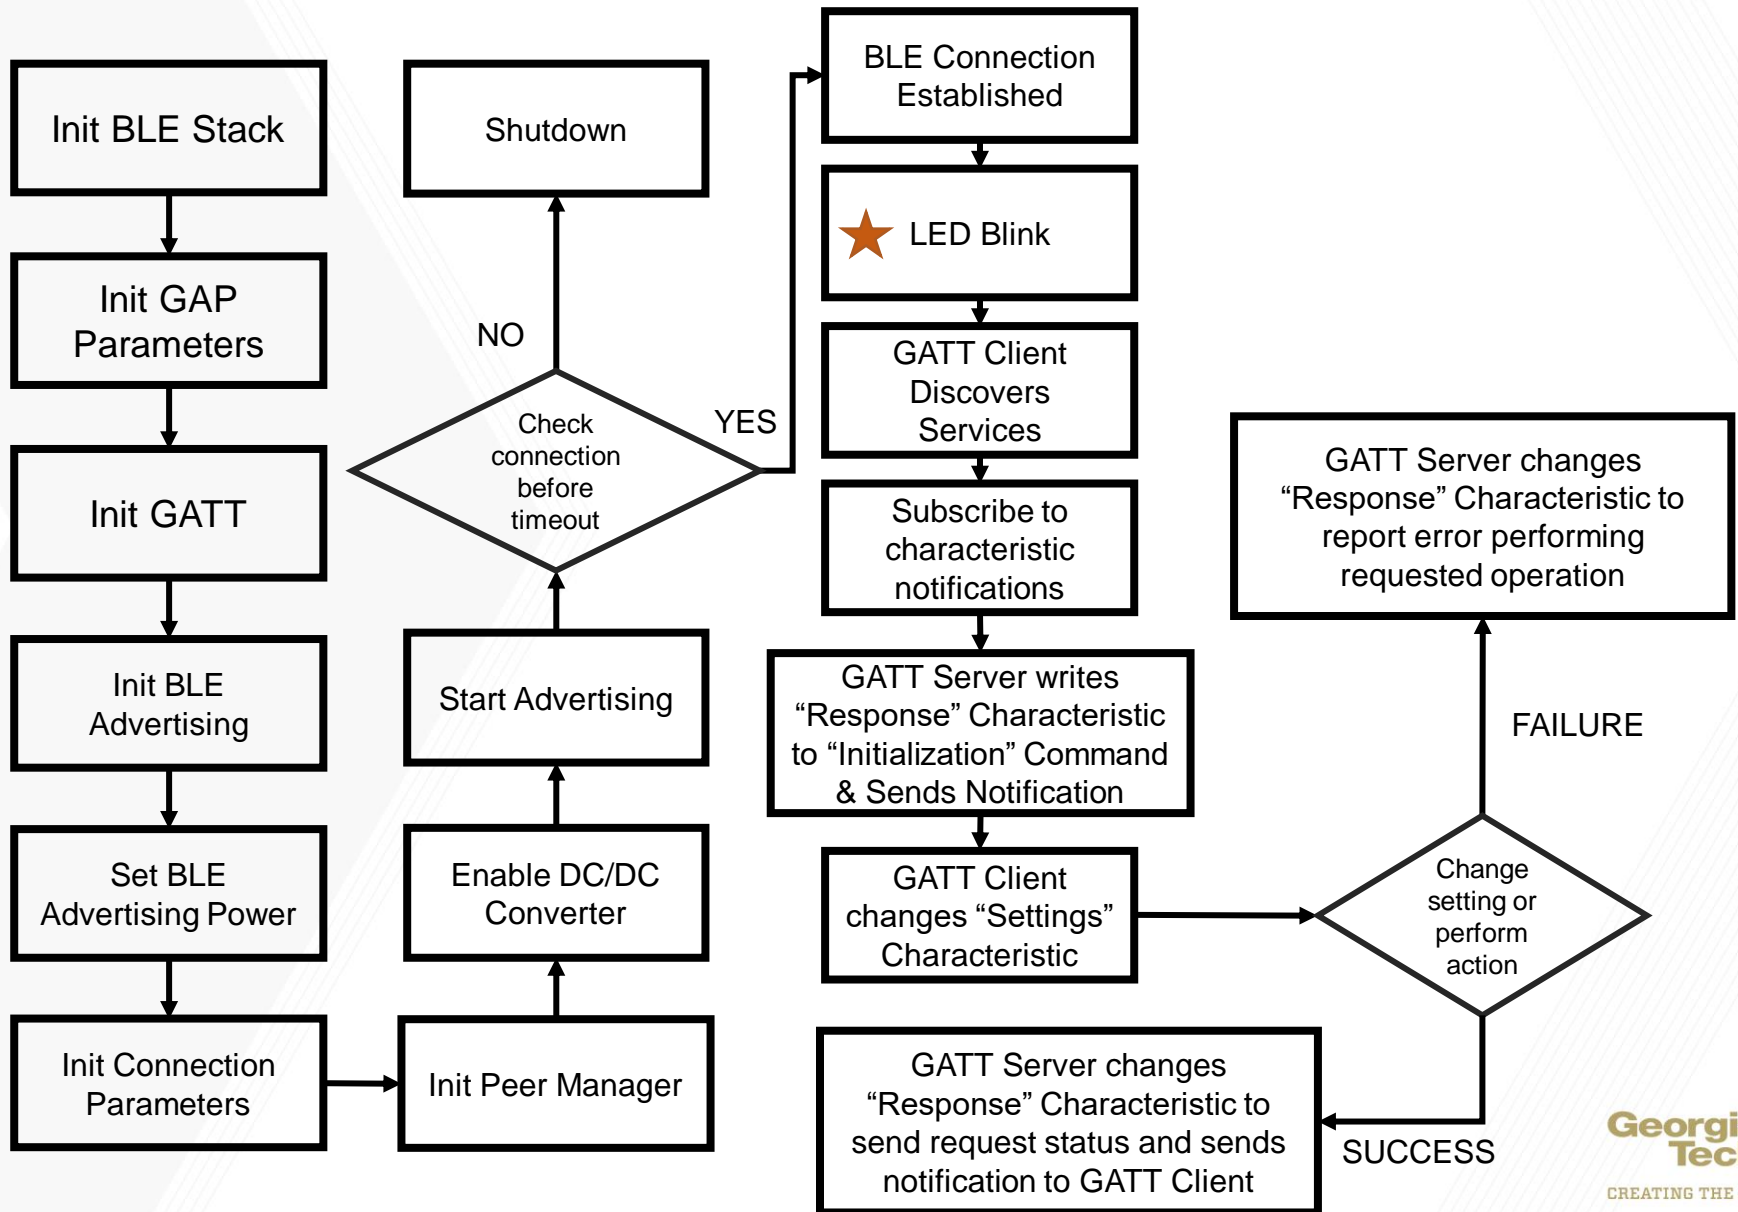 Init BLE Stack
Init GAP
Parameters
Init GATT
Init BLE
Advertising
Set BLE
Advertising Power
Init Connection
Parameters
Init Peer Manager
Enable DC/DC
Converter
Start Advertising
Check
connection
before
timeout
NO
Shutdown
YES
BLE Connection
Established
LED Blink
GATT Client
Discovers
Services
Subscribe to
characteristic
notifications
GATT Server writes
“Response” Characteristic
to “Initialization” Command
& Sends Notification
GATT Client
changes “Settings”
Characteristic
Change
setting or
perform
action
FAILURE
GATT Server changes
“Response” Characteristic to
report error performing
requested operation
SUCCESS
GATT Server changes
“Response” Characteristic to
send request status and sends
notification to GATT Client
Georgi
Tec
CREATING THE